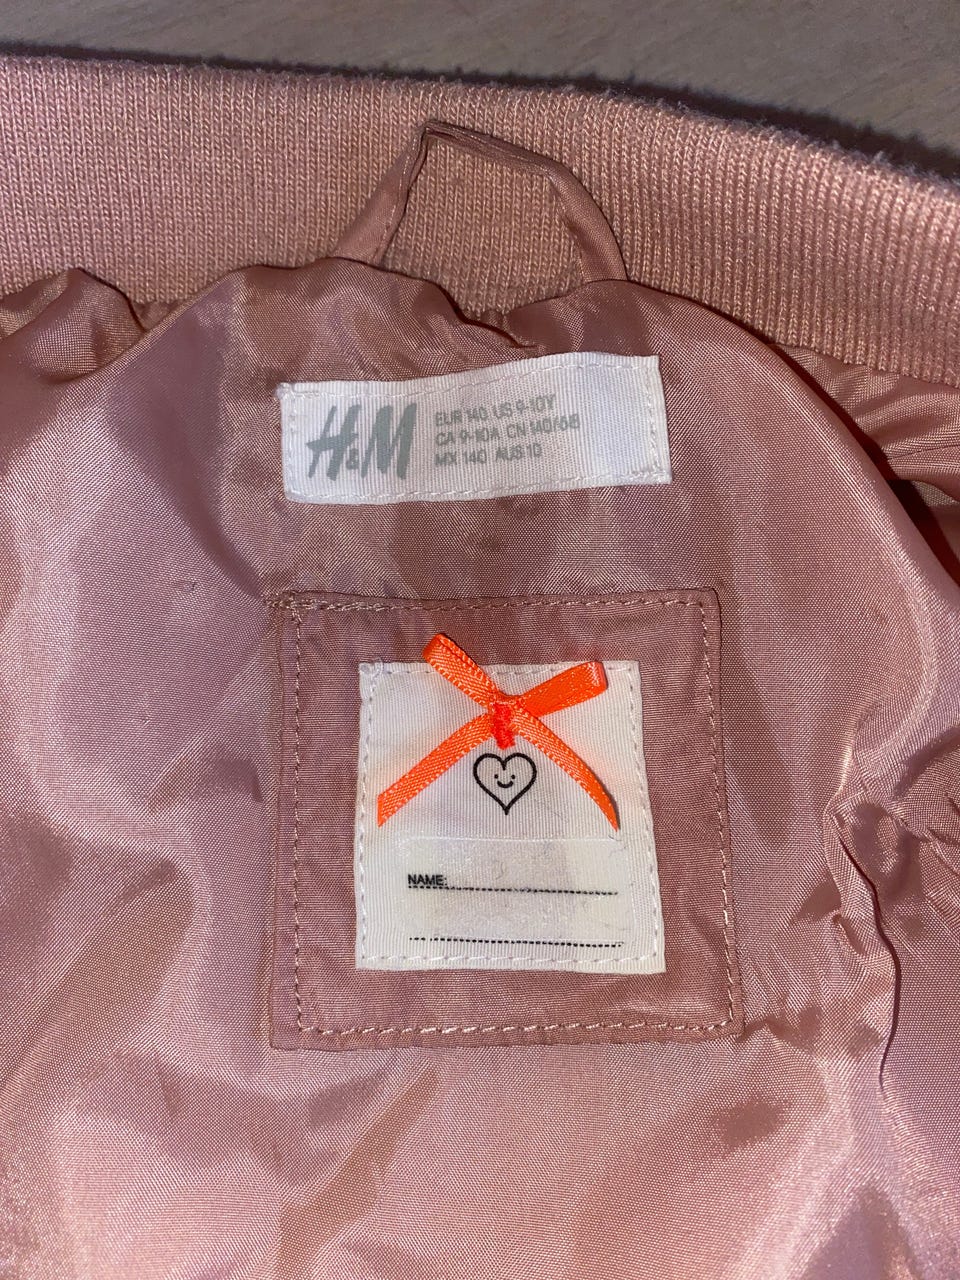 H&M
EUR 140 US 9-10Y
CA 9-10A CN 140/68
MX 140 AUS 10
NAME: